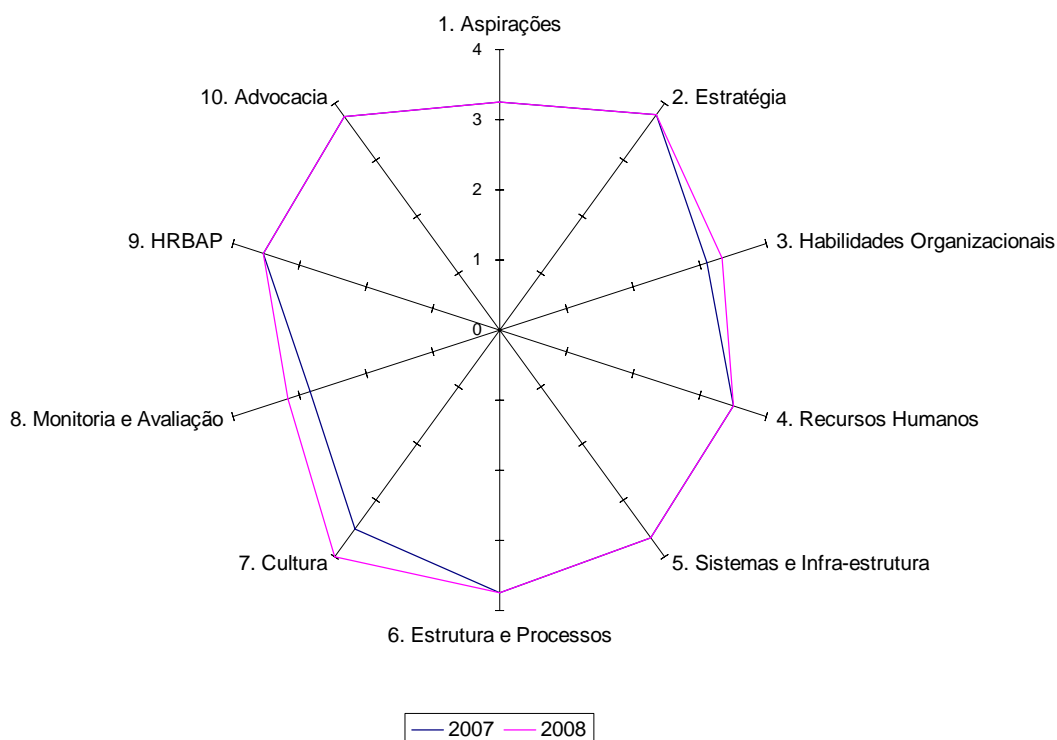 1. Aspirações
4
10. Advocacia
2. Estratégia
3
2
9. HRBAP
3. Habilidades Organizacionais
1
0
8. Monitoria e Avaliação
4. Recursos Humanos
7. Cultura
5. Sistemas e Infra-estrutura
6. Estrutura e Processos
2007
2008